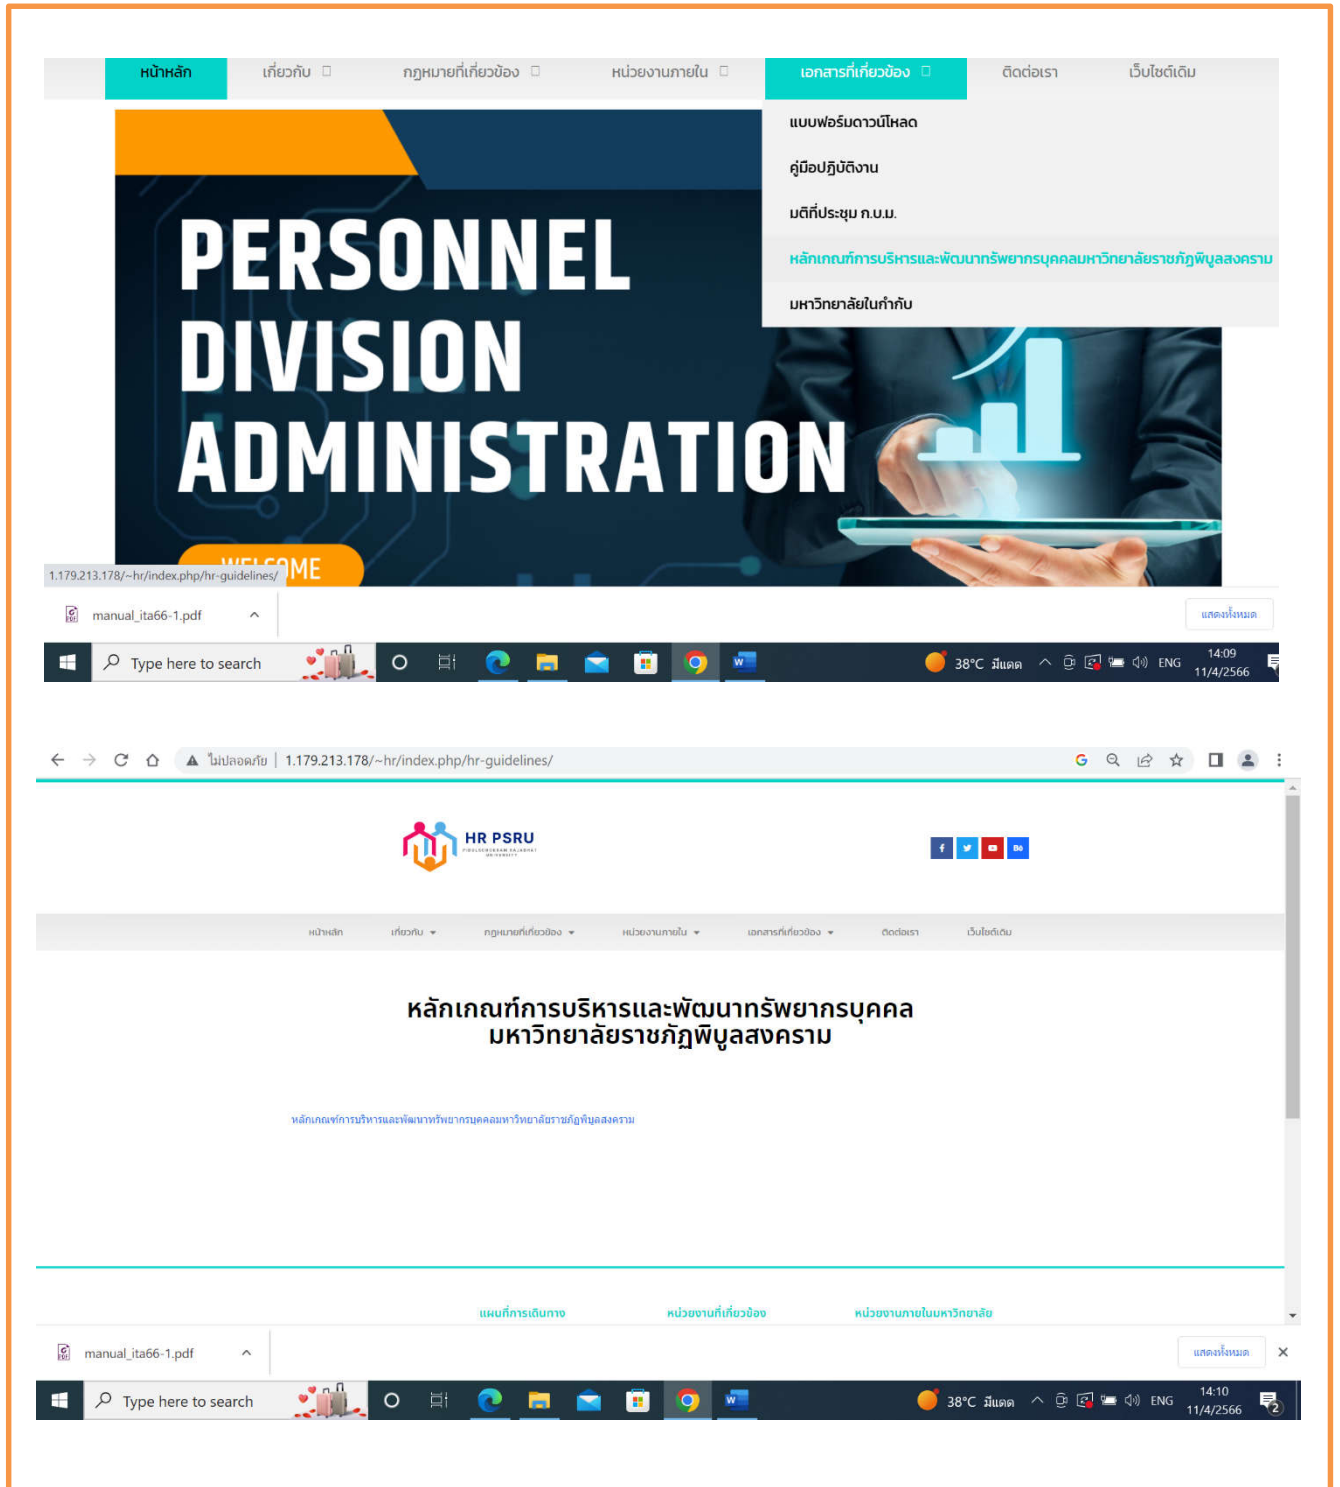 หน้าหลัก เกี่ยวกับ กฎหมายที่เกี่ยวข้อง หน่วยงานภายใน เอกสารที่เกี่ยวข้อง ติดต่อเรา เว็บไซต์เดิม
แบบฟอร์มดาวน์โหลด
คู่มือปฏิบัติงาน
มติที่ประชุม ก.บ.ม.
หลักเกณฑ์การบริหารและพัฒนาทรัพยากรบุคคลมหาวิทยาลัยราชภัฏพิบูลสงคราม
มหาวิทยาลัยในกำกับ
PERSONNEL
DIVISION
ADMINISTRATION
WELCOME
1.179.213.178/~hr/index.php/hr-guidelines/
manual_ita66-1.pdf แสดงทั้งหมด
Type here to search 38°C มีแดด ENG 14:09
11/4/2566
ไม่ปลอดภัย | 1.179.213.178/~hr/index.php/hr-guidelines/
HR PSRU
PIBULSONGKRAM RAJABHAT
UNIVERSITY
หน้าหลัก เกี่ยวกับ กฎหมายที่เกี่ยวข้อง หน่วยงานภายใน เอกสารที่เกี่ยวข้อง ติดต่อเรา เว็บไซต์เดิม
หลักเกณฑ์การบริหารและพัฒนาทรัพยากรบุคคล
มหาวิทยาลัยราชภัฏพิบูลสงคราม
หลักเกณฑ์การบริหารและพัฒนาทรัพยากรบุคคลมหาวิทยาลัยราชภัฏพิบูลสงคราม
แผนที่การเดินทาง หน่วยงานที่เกี่ยวข้อง หน่วยงานภายในมหาวิทยาลัย
manual_ita66-1.pdf แสดงทั้งหมด
Type here to search 38°C มีแดด ENG 14:10
11/4/2566 2